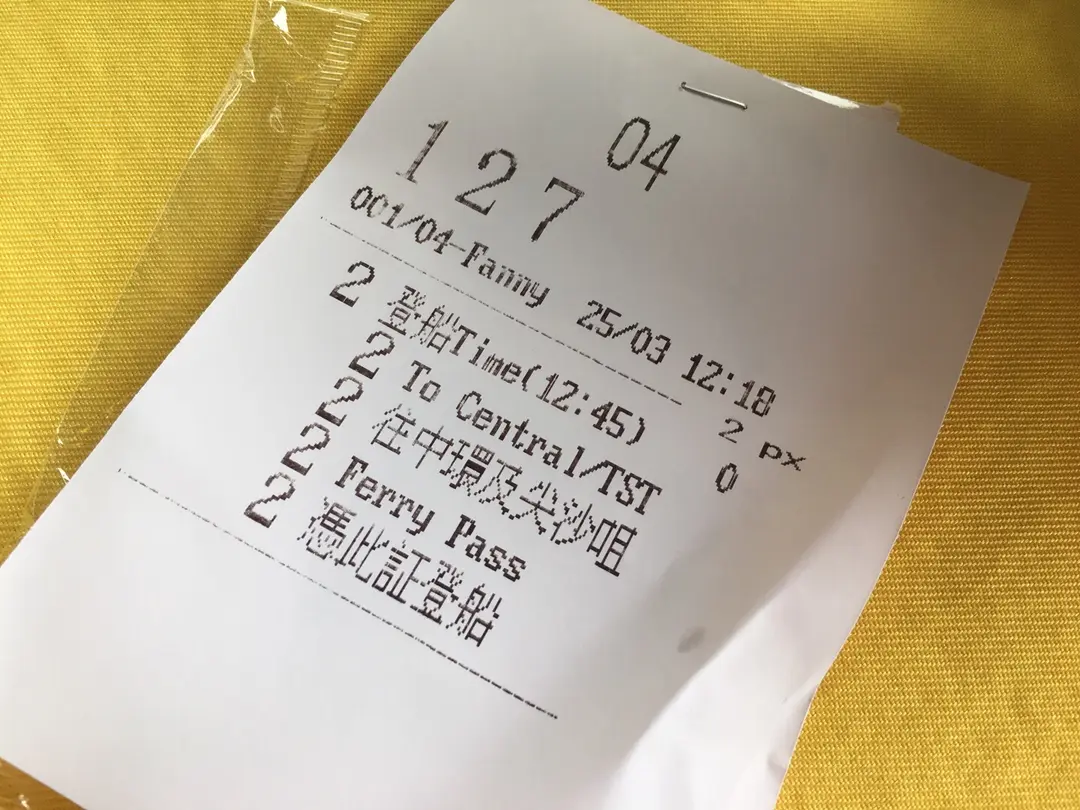 04
127
001/04-Fanny 25/03 12:18
2 px
2 登船Time(12:45) 0
2 To Central/TST
2 往中環及尖沙咀
2 Ferry Pass
2 憑此証登船